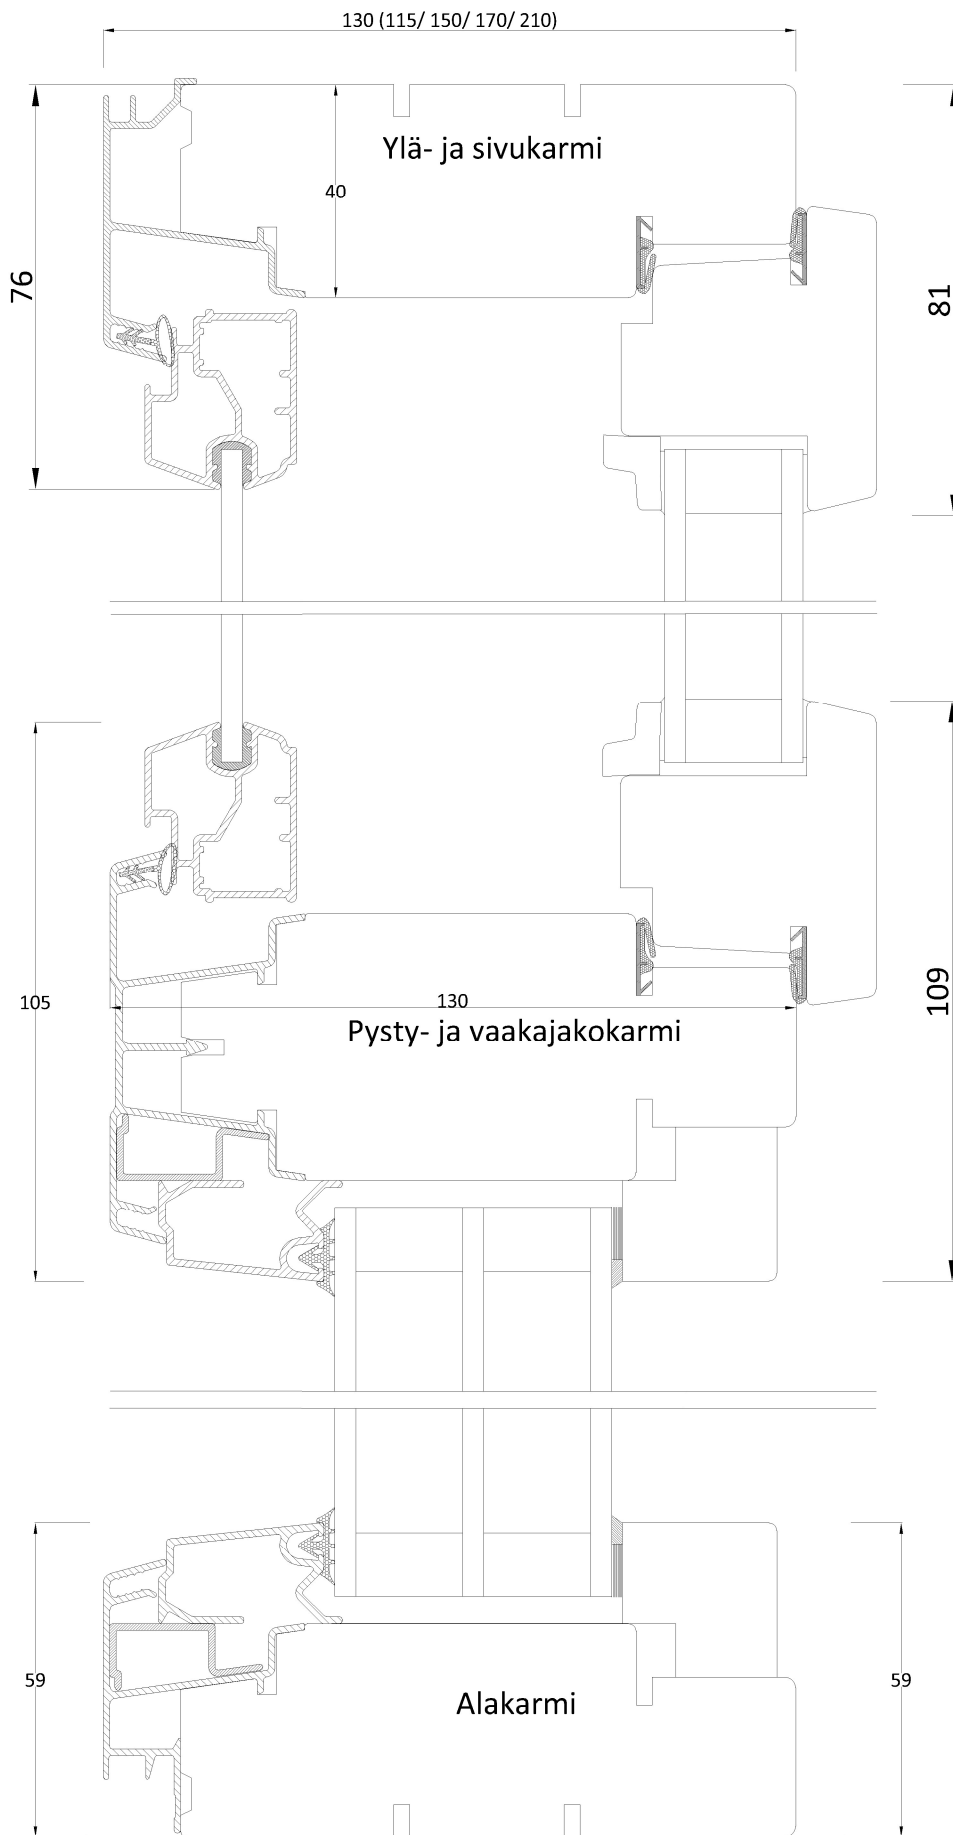 130 (115/ 150/ 170/ 210)
Ylä- ja sivukarmi
40
76
81
105
130
109
Pysty- ja vaakajakokarmi
59
59
Alakarmi